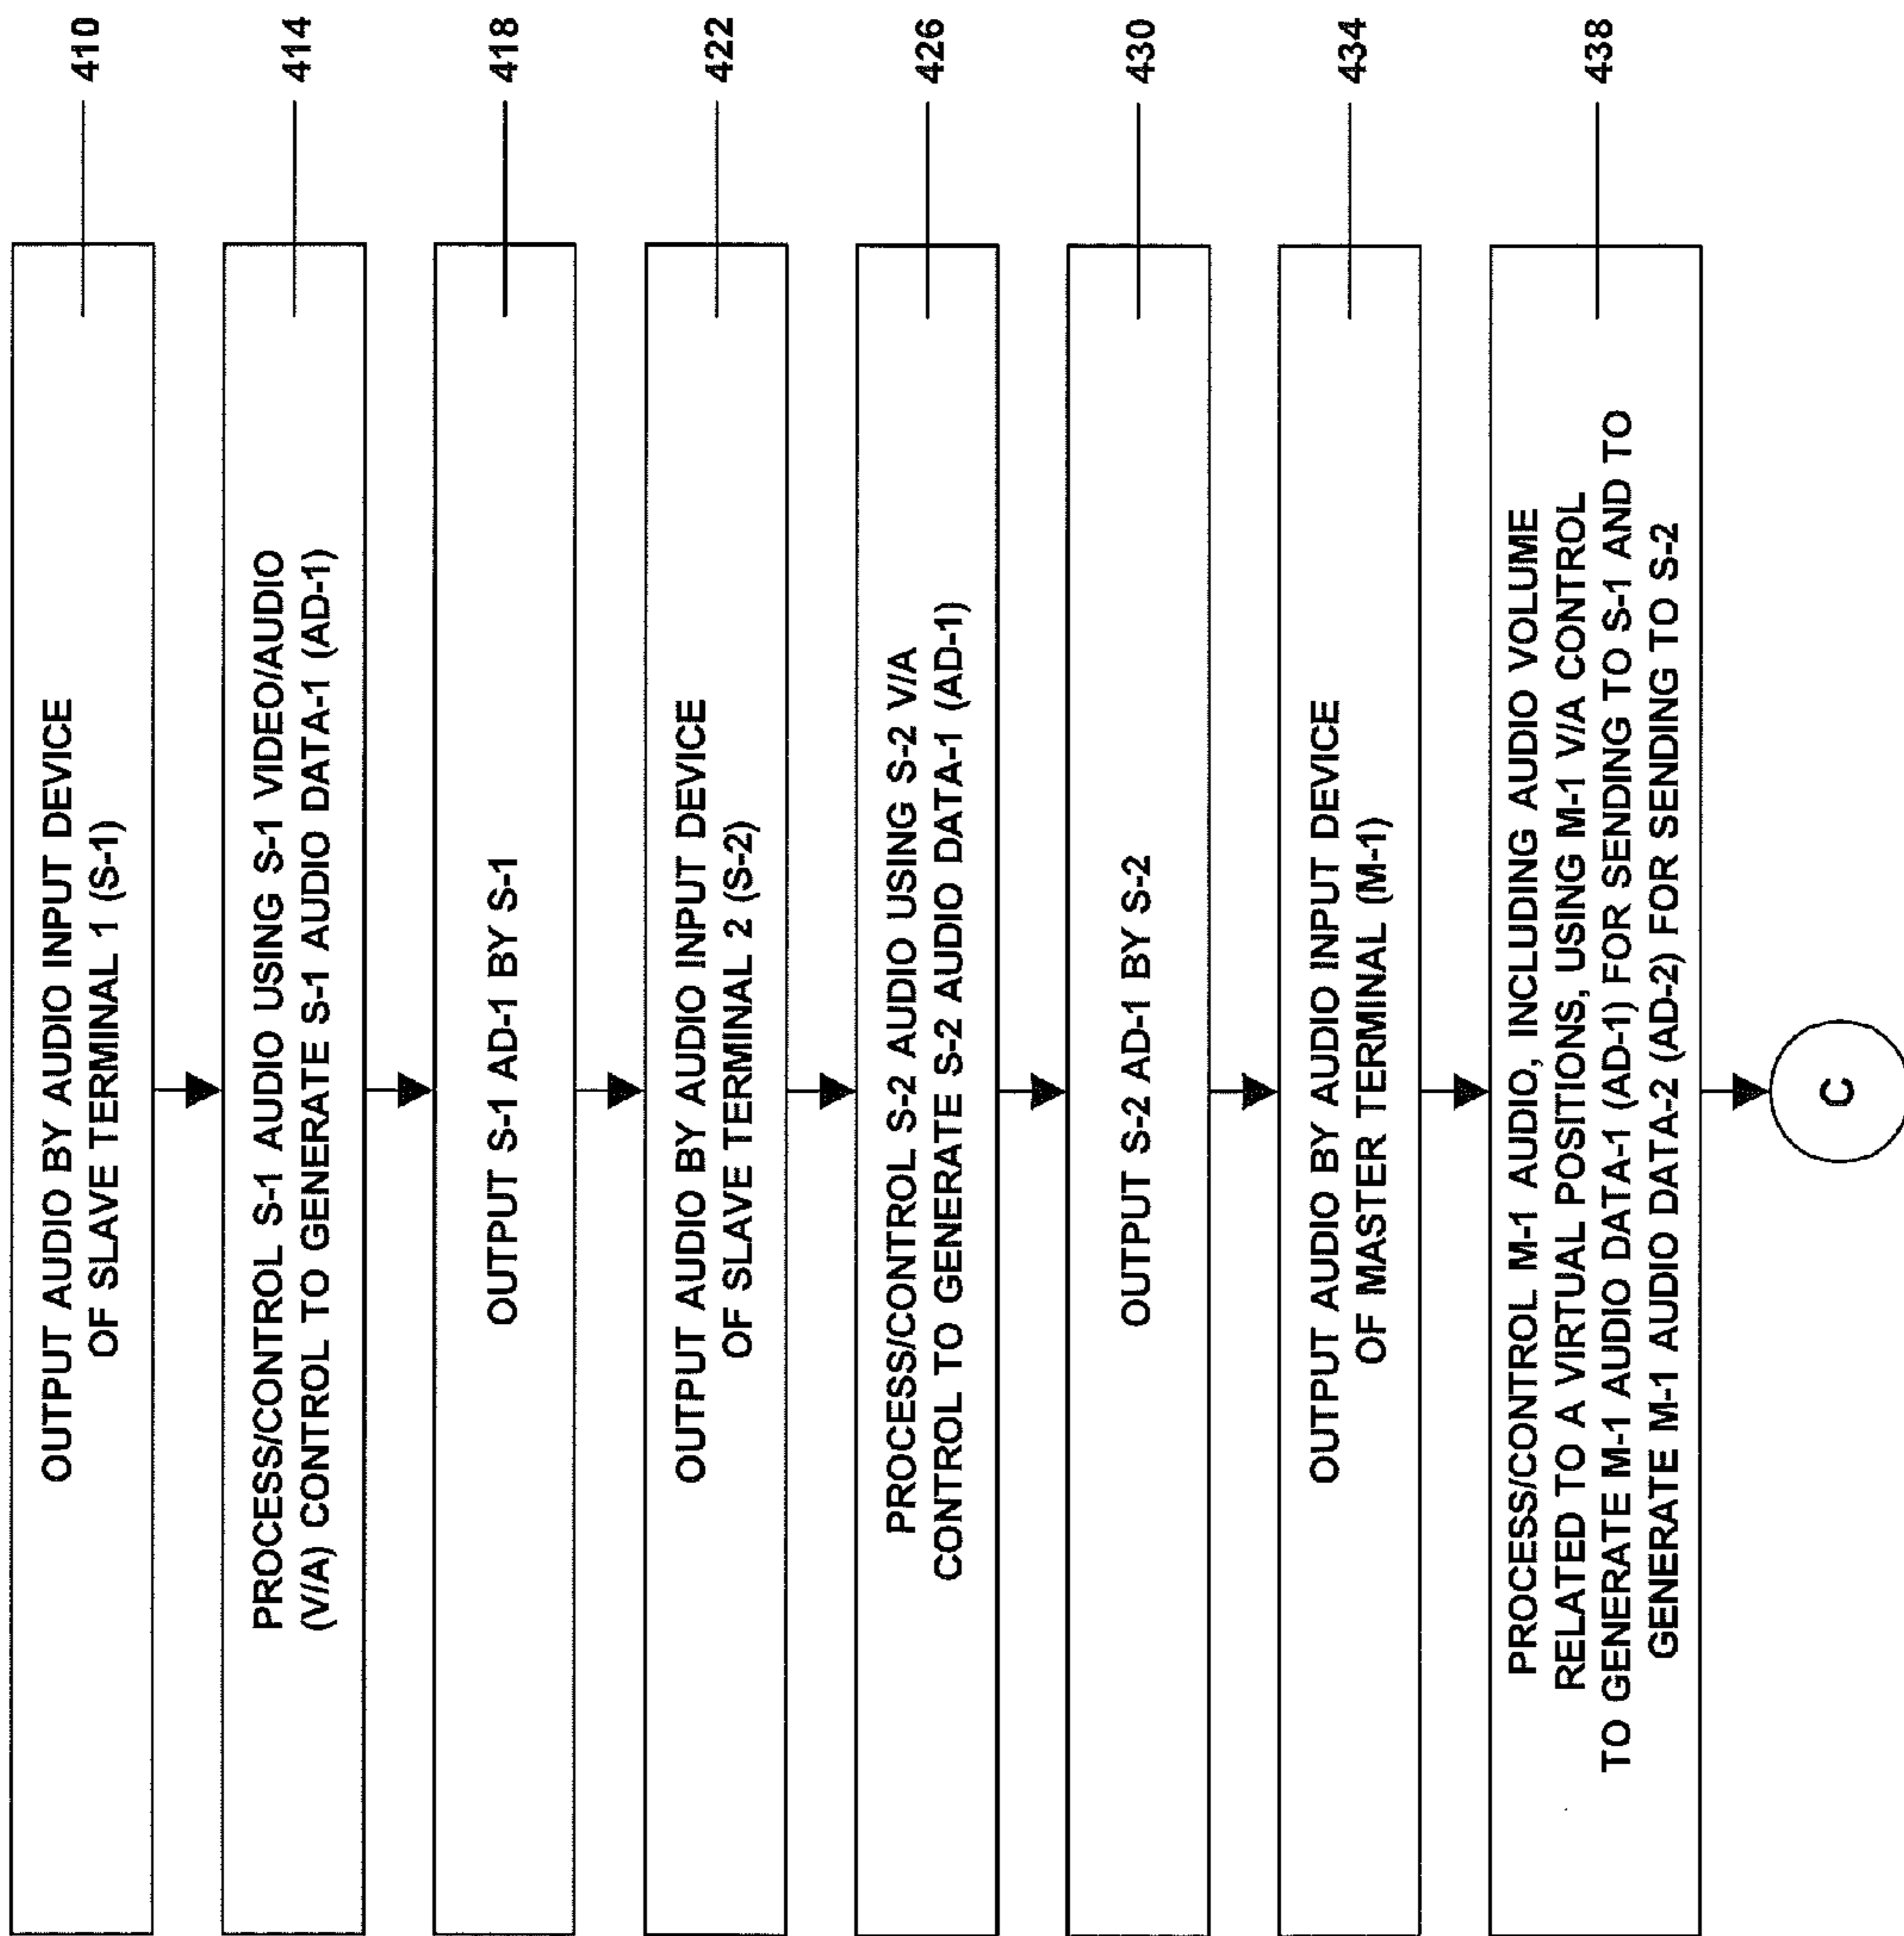 OUTPUT AUDIO BY AUDIO INPUT DEVICE
OF SLAVE TERMINAL 1 (S-1)
410
PROCESS/CONTROL S-1 AUDIO USING S-1 VIDEO/AUDIO
(V/A) CONTROL TO GENERATE S-1 AUDIO DATA-1 (AD-1)
414
OUTPUT S-1 AD-1 BY S-1
418
OUTPUT AUDIO BY AUDIO INPUT DEVICE
OF SLAVE TERMINAL 2 (S-2)
422
PROCESS/CONTROL S-2 AUDIO USING S-2 V/A
CONTROL TO GENERATE S-2 AUDIO DATA-1 (AD-1)
426
OUTPUT S-2 AD-1 BY S-2
430
OUTPUT AUDIO BY AUDIO INPUT DEVICE
OF MASTER TERMINAL (M-1)
434
PROCESS/CONTROL M-1 AUDIO, INCLUDING AUDIO VOLUME
RELATED TO A VIRTUAL POSITIONS, USING M-1 V/A CONTROL
TO GENERATE M-1 AUDIO DATA-1 (AD-1) FOR SENDING TO S-1 AND TO
GENERATE M-1 AUDIO DATA-2 (AD-2) FOR SENDING TO S-2
438
C